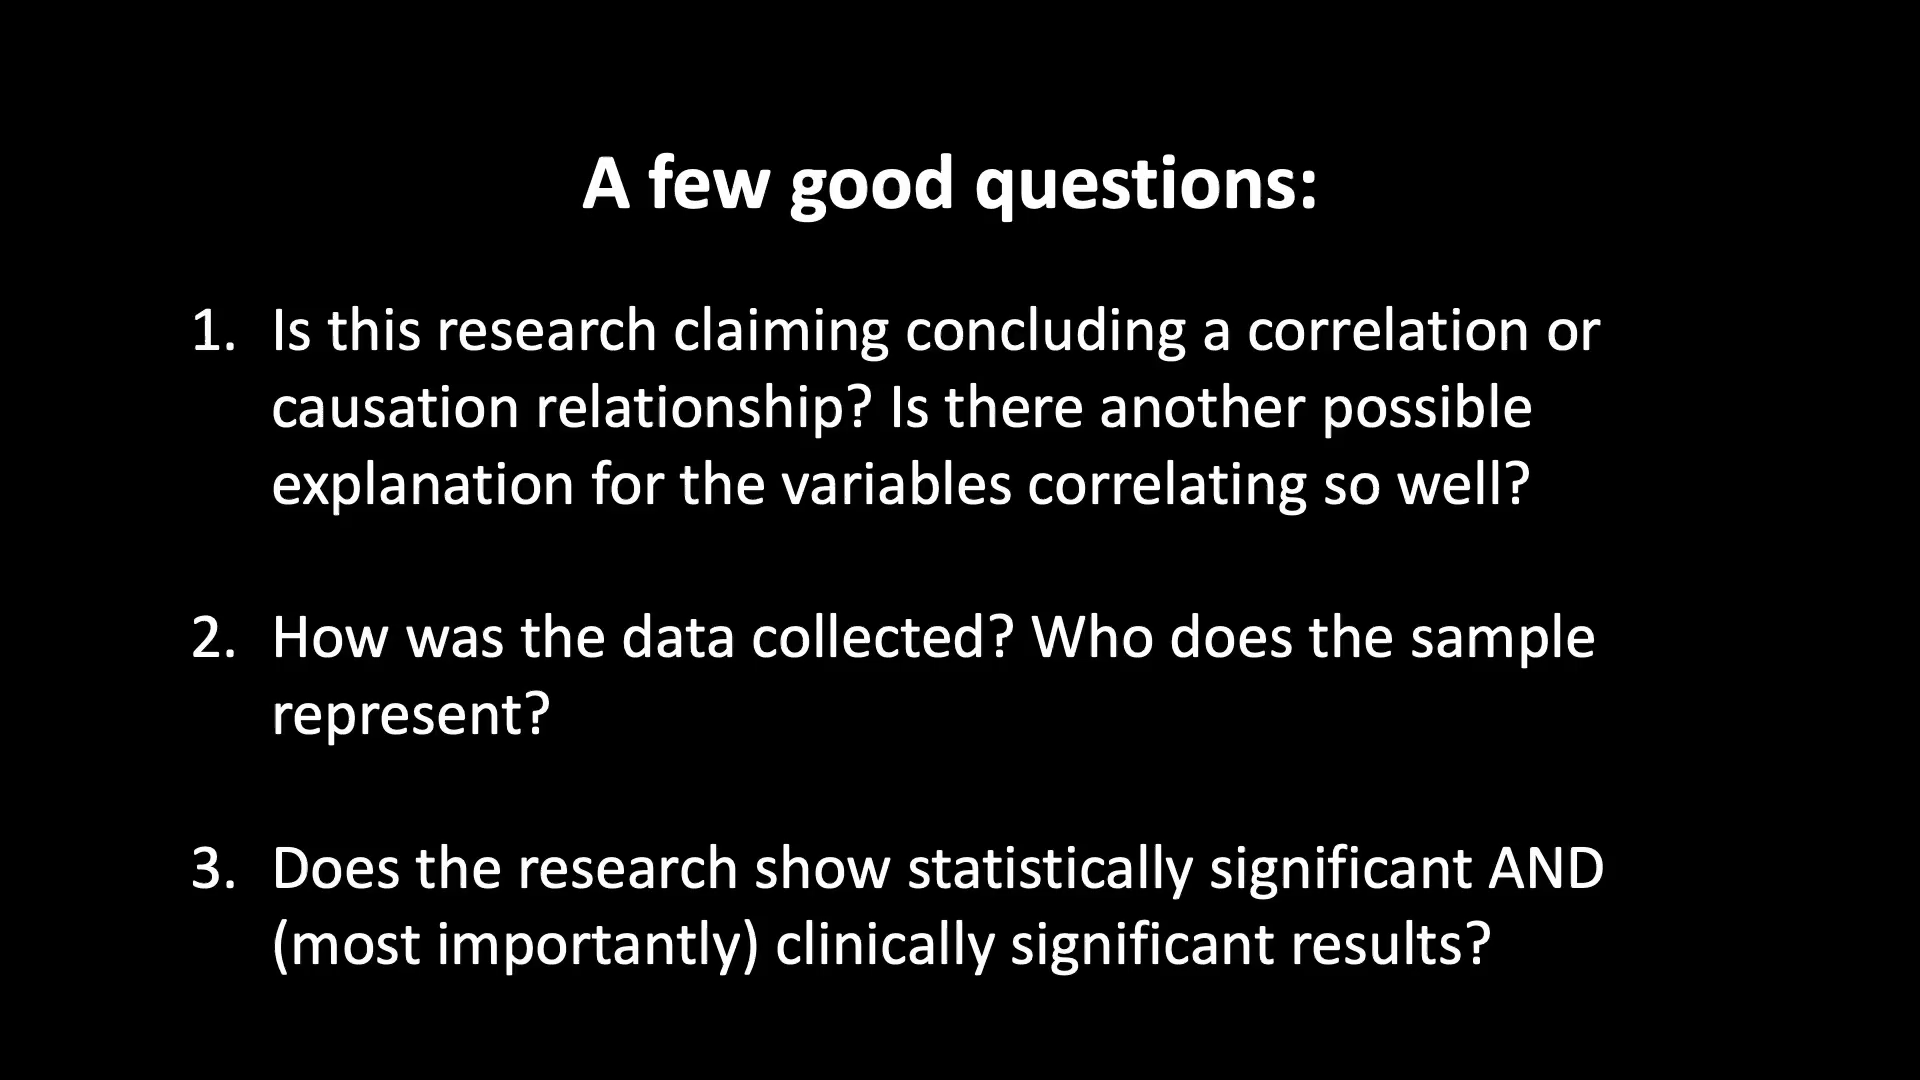 A few good questions:
1. Is this research claiming concluding a correlation or
causation relationship? Is there another possible
explanation for the variables correlating so well?
2. How was the data collected? Who does the sample
represent?
3. Does the research show statistically significant AND
(most importantly) clinically significant results?